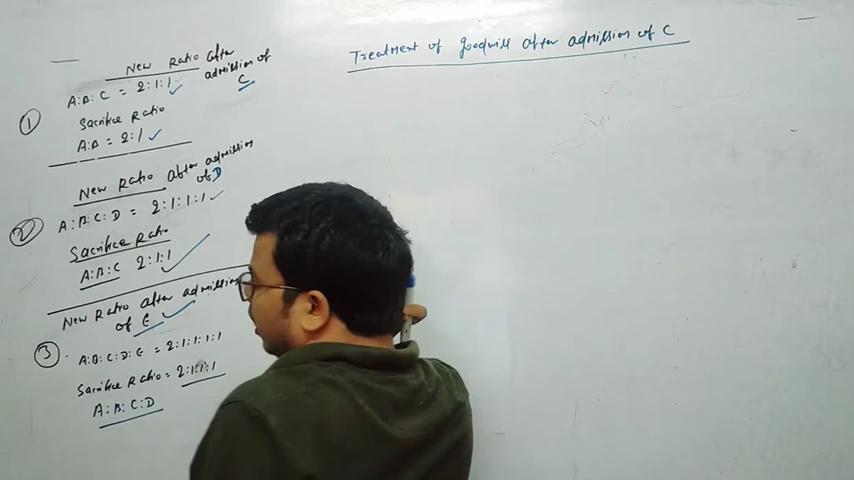 New Ratio after
admission of
C
A:B:C = 2:1:1
Sacrifice Ratio
A:B = 2:1
①
New Ratio after admission
of D
② A:B:C:D = 2:1:1:1
Sacrifice Ratio
A:B:C 2:1:1
New Ratio after admission
of E
③ A:B:C:D:E = 2:1:1:1:1
Sacrifice Ratio = 2:1:1:1
A:B:C:D
Treatment of goodwill after admission of C